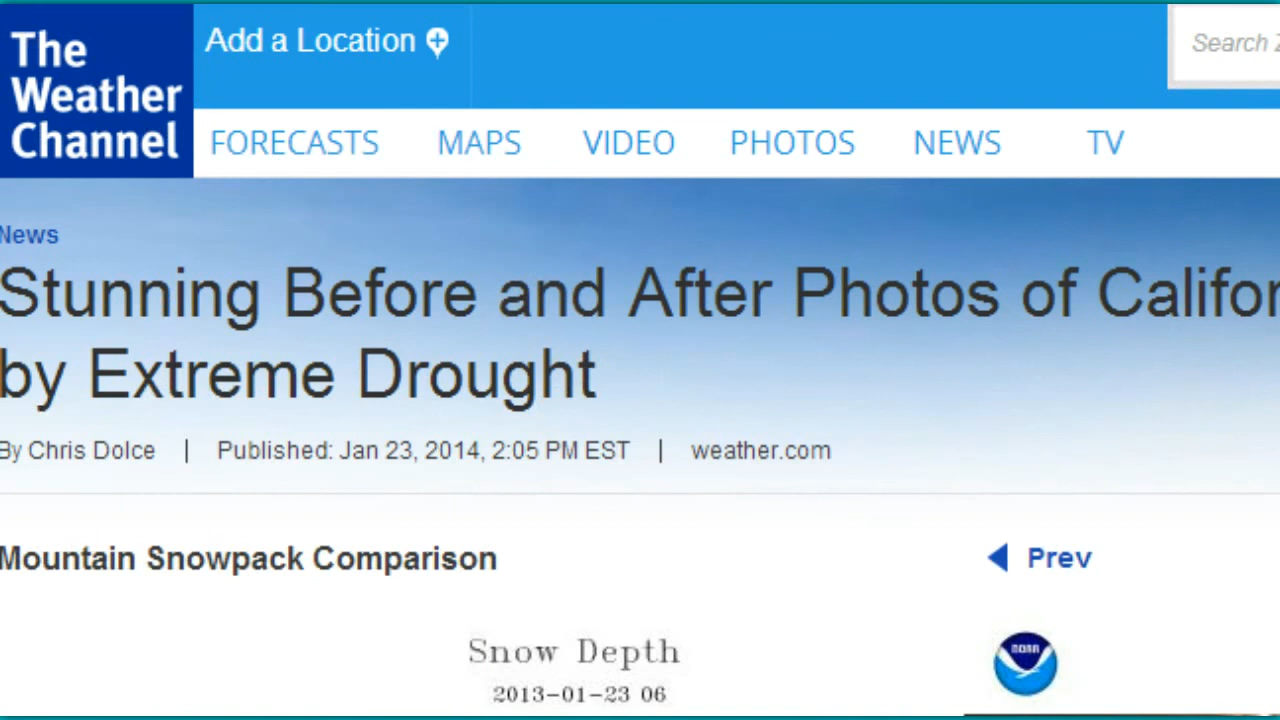 The
Weather
Channel
Add a Location
Search
FORECASTS MAPS VIDEO PHOTOS NEWS TV
News
Stunning Before and After Photos of Califor
by Extreme Drought
By Chris Dolce | Published: Jan 23, 2014, 2:05 PM EST | weather.com
Mountain Snowpack Comparison
Prev
Snow Depth
NOAA
2013-01-23 06